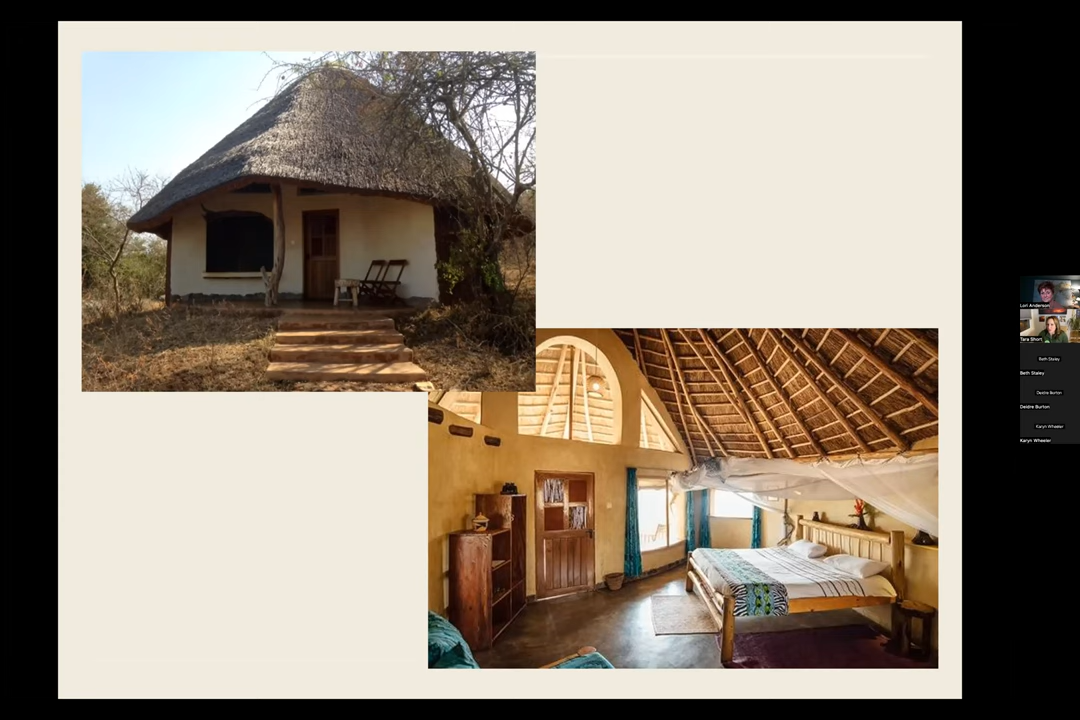 Lori Anderson
Tara Short
Beth Staley
Beth Staley
Deidre Burton
Deidre Burton
Karyn Wheeler
Karyn Wheeler